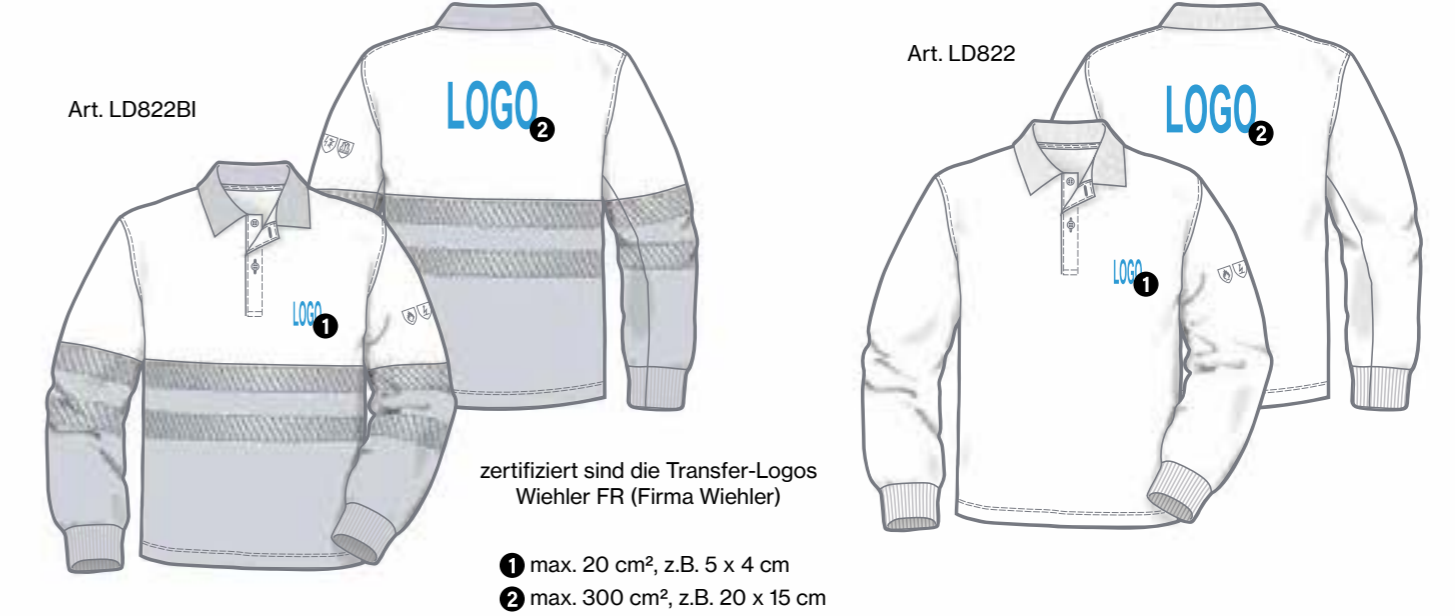 Art. LD822BI
LOGO
2
LOGO
1
Art. LD822
LOGO
2
LOGO
1
zertifiziert sind die Transfer-Logos
Wiehler FR (Firma Wiehler)
1 max. 20 cm², z.B. 5 x 4 cm
2 max. 300 cm², z.B. 20 x 15 cm